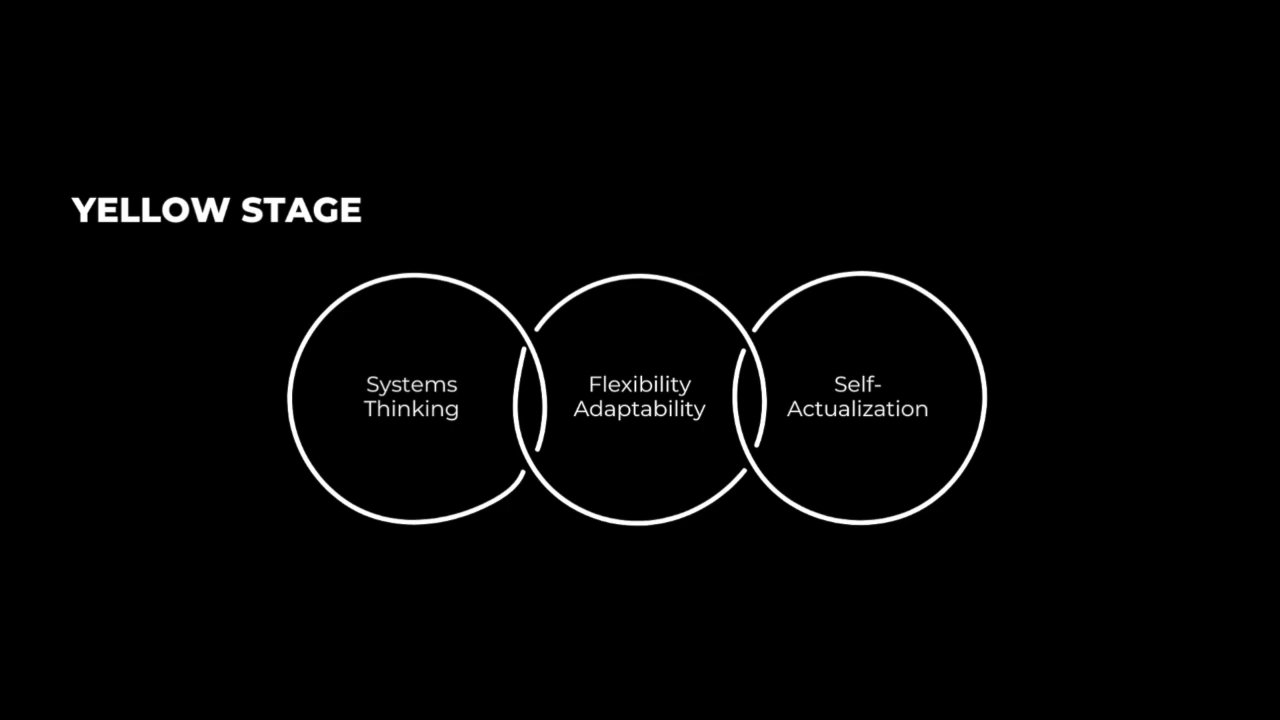 YELLOW STAGE
Systems
Thinking
Flexibility
Adaptability
Self-
Actualization